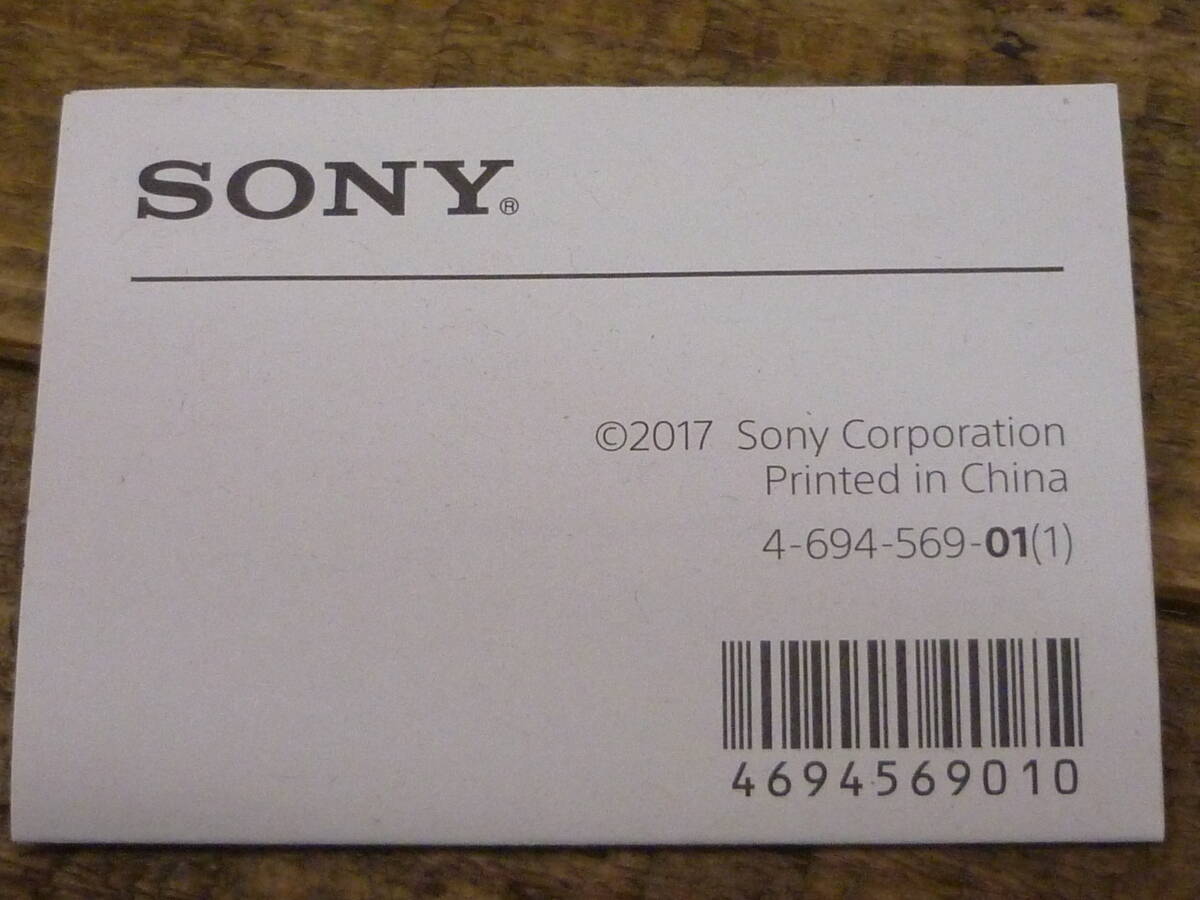 SONY®
©2017 Sony Corporation
Printed in China
4-694-569-01(1)
4694569010